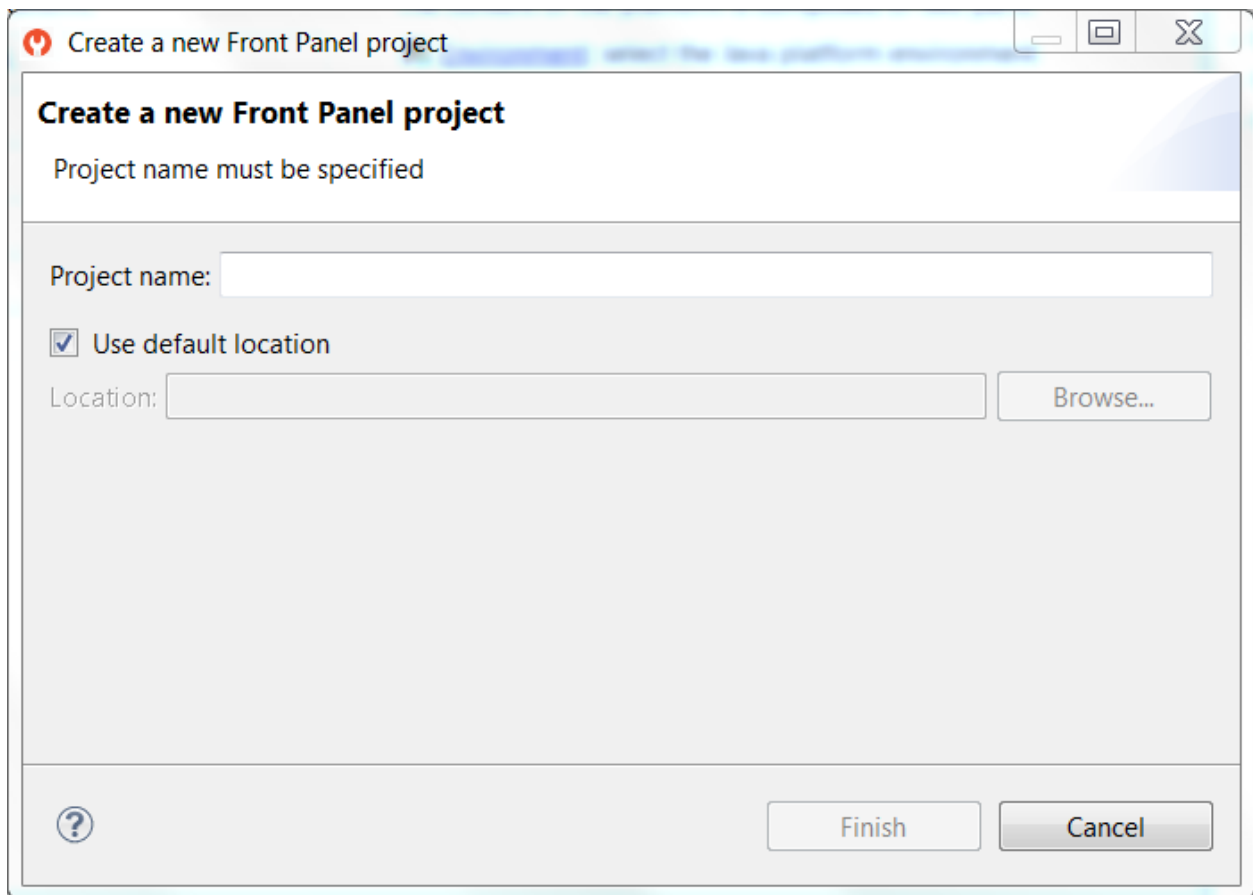 Create a new Front Panel project
Create a new Front Panel project
Project name must be specified
Project name:
Use default location
Location:
Browse...
?
Finish
Cancel